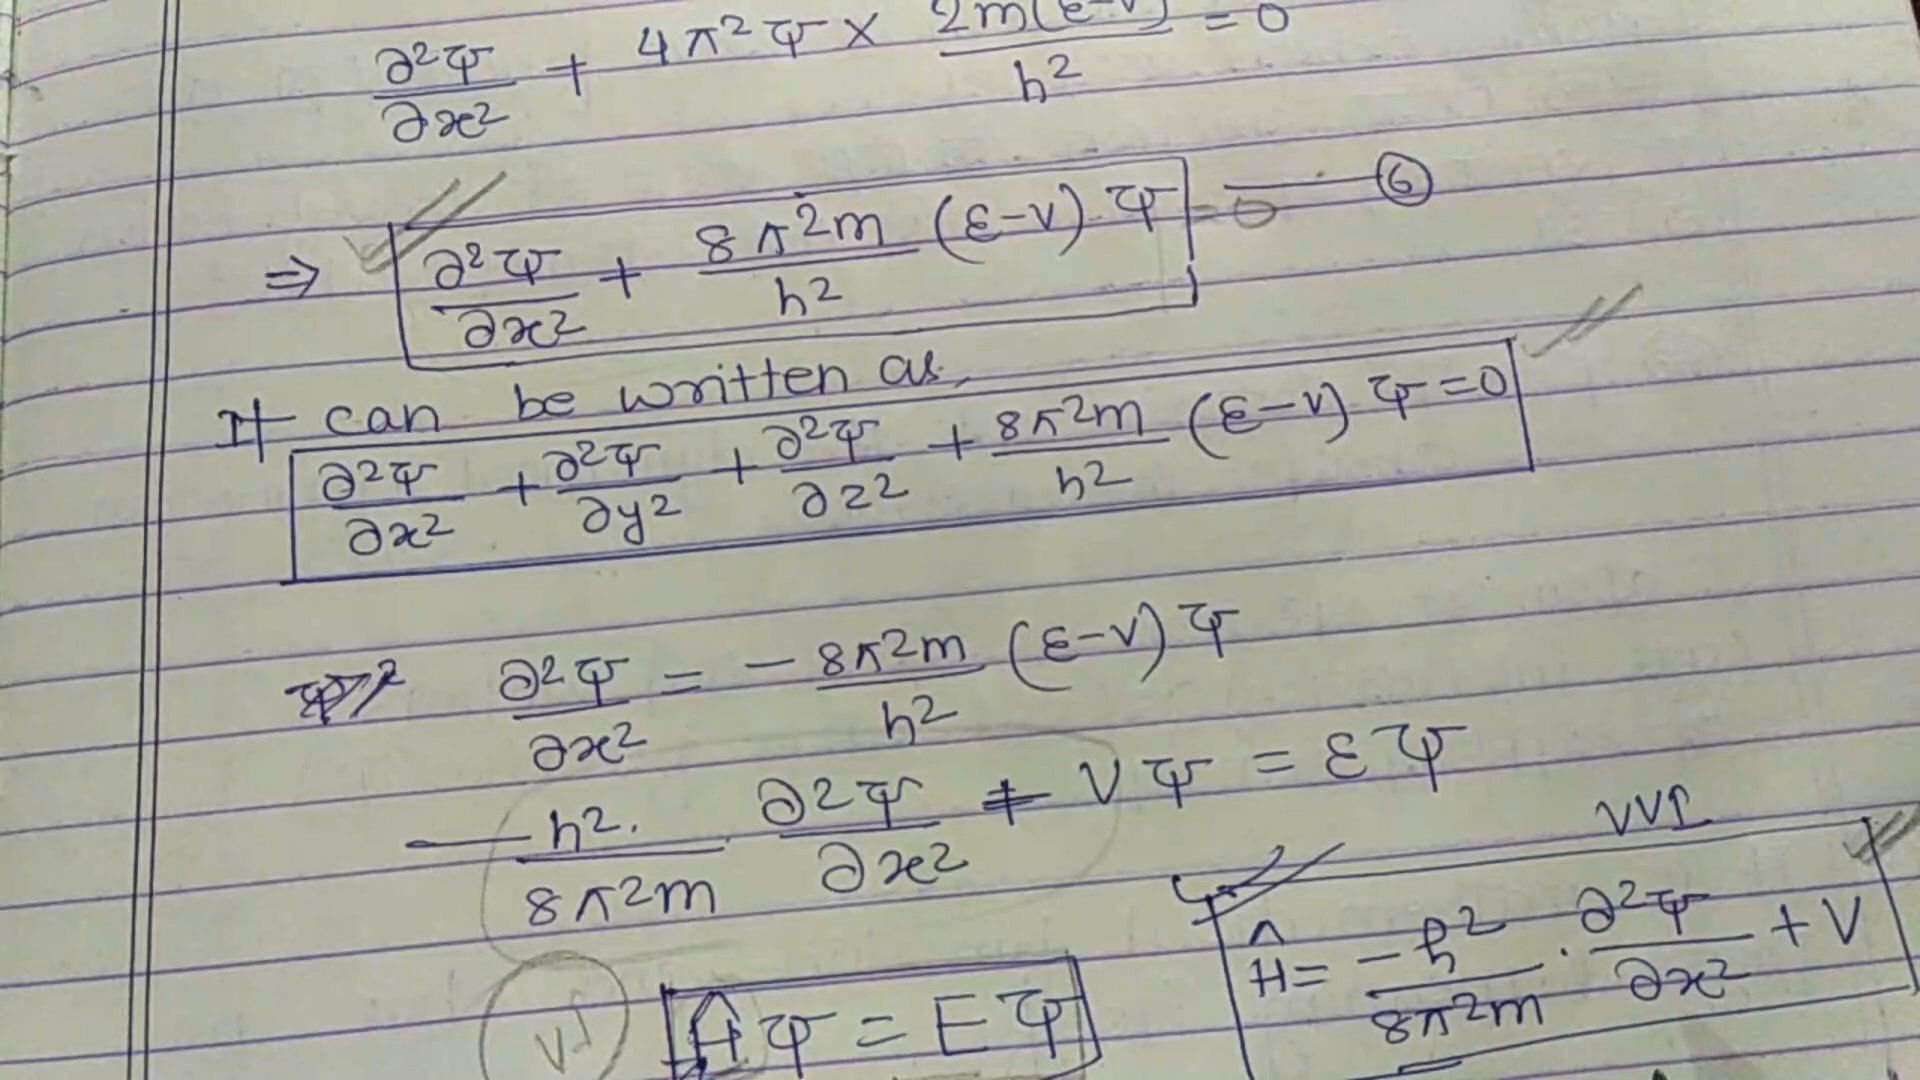 ∂²Ψ/∂x² + 4π²Ψ × 2m(E-V)/h² = 0
⇒ ∂²Ψ/∂x² + 8π²m/h² (E-V) Ψ = 0 —— ⑥
It can be written as,
∂²Ψ/∂x² + ∂²Ψ/∂y² + ∂²Ψ/∂z² + 8π²m/h² (E-V) Ψ = 0
∂²Ψ/∂x² = - 8π²m/h² (E-V) Ψ
- h²/8π²m · ∂²Ψ/∂x² + VΨ = EΨ
VVI
Ĥ = -h²/8π²m · ∂²Ψ/∂x² + V
VI
ĤΨ = EΨ